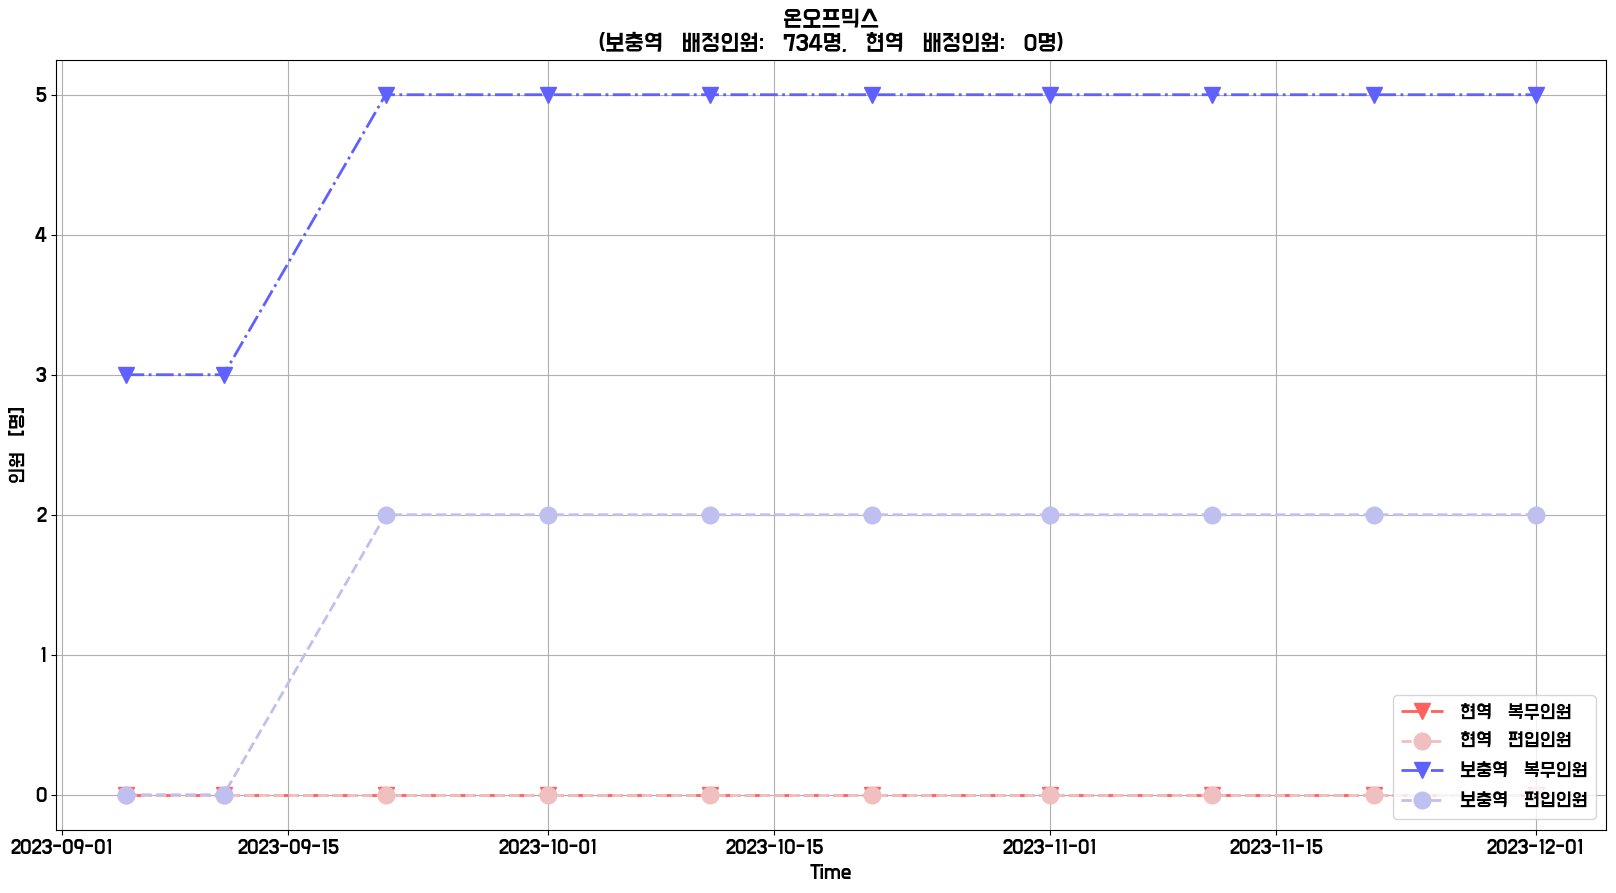 온오프믹스
(보충역 배정인원: 734명, 현역 배정인원: 0명)
5
4
3
2
1
0
인원 [명]
2023-09-01
2023-09-15
2023-10-01
2023-10-15
2023-11-01
2023-11-15
2023-12-01
Time
현역 복무인원
현역 편입인원
보충역 복무인원
보충역 편입인원